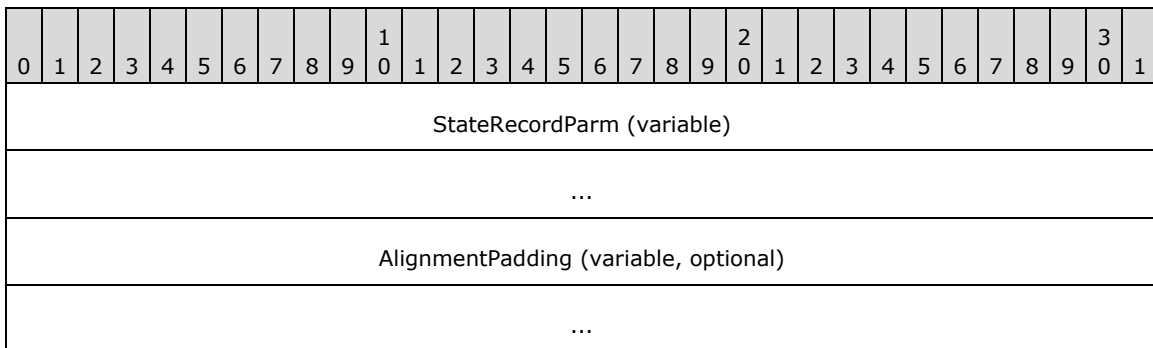 1 2 3
0 1 2 3 4 5 6 7 8 9 0 1 2 3 4 5 6 7 8 9 0 1 2 3 4 5 6 7 8 9 0 1
StateRecordParm (variable)
...
AlignmentPadding (variable, optional)
...